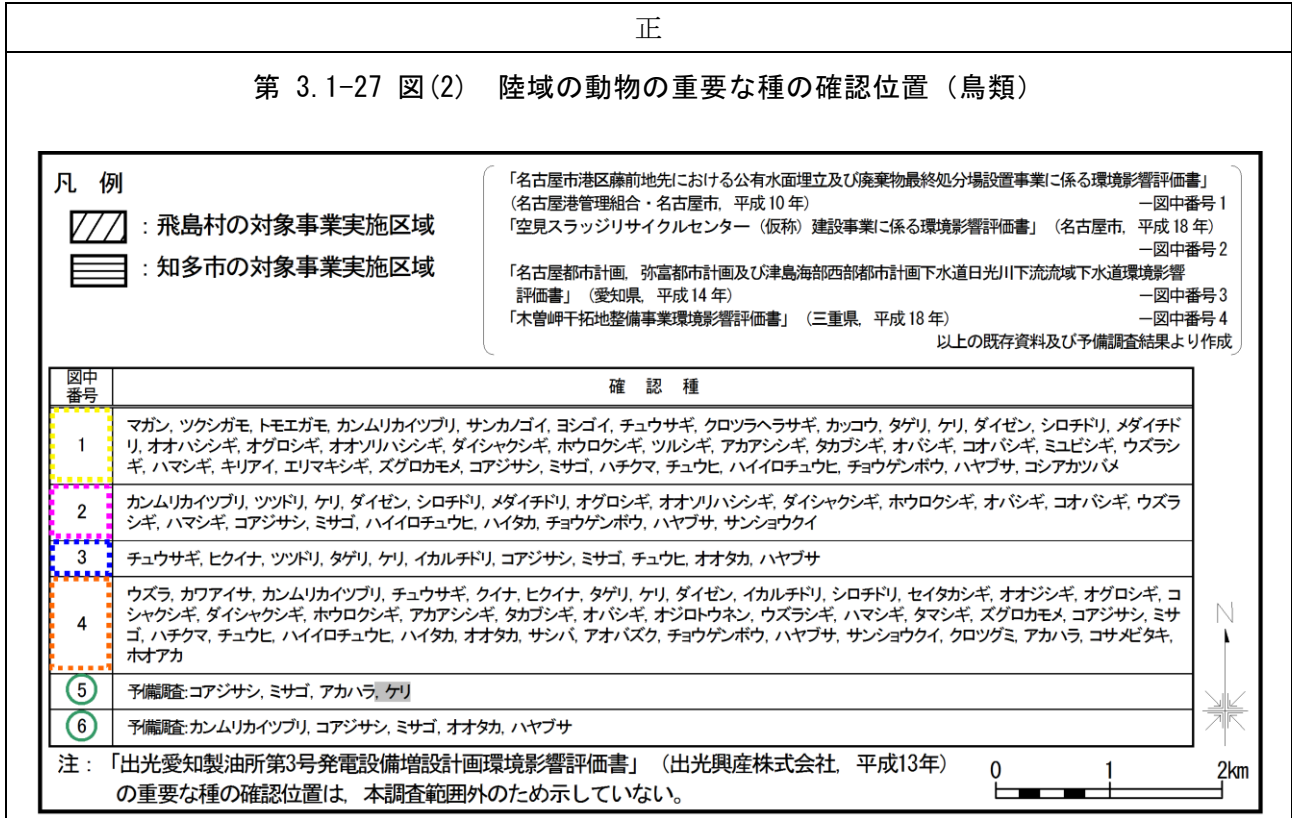 正
第 3.1-27 図(2) 陸域の動物の重要な種の確認位置（鳥類）
凡 例
：飛島村の対象事業実施区域
：知多市の対象事業実施区域
「名古屋市港区藤前地先における公有水面埋立及び廃棄物最終処分場設置事業に係る環境影響評価書」
（名古屋港管理組合・名古屋市，平成10年） －図中番号1
「空見スラッジリサイクルセンター（仮称）建設事業に係る環境影響評価書」（名古屋市，平成18年）
－図中番号2
「名古屋都市計画，弥富都市計画及び津島海部西部都市計画下水道日光川下流流域下水道環境影響
評価書」（愛知県，平成14年） －図中番号3
「木曽岬干拓地整備事業環境影響評価書」（三重県，平成18年） －図中番号4
以上の既存資料及び予備調査結果より作成
図中
番号
確 認 種
1
マガン，ツクシガモ，トモエガモ，カンムリカイツブリ，サンカノゴイ，ヨシゴイ，チュウサギ，クロツラヘラサギ，カッコウ，タゲリ，ケリ，ダイゼン，シロチドリ，メダイチド
リ，オオハシシギ，オグロシギ，オオソリハシシギ，ダイシャクシギ，ホウロクシギ，ツルシギ，アカアシシギ，タカブシギ，オバシギ，コオバシギ，ミユビシギ，ウズラシ
ギ，ハマシギ，キリアイ，エリマキシギ，ズグロカモメ，コアジサシ，ミサゴ，ハチクマ，チュウヒ，ハイイロチュウヒ，チョウゲンボウ，ハヤブサ，コシアカツバメ
2
カンムリカイツブリ，ツツドリ，ケリ，ダイゼン，シロチドリ，メダイチドリ，オグロシギ，オオソリハシシギ，ダイシャクシギ，ホウロクシギ，オバシギ，コオバシギ，ウズラ
シギ，ハマシギ，コアジサシ，ミサゴ，ハイイロチュウヒ，ハイタカ，チョウゲンボウ，ハヤブサ，サンショウクイ
3
チュウサギ，ヒクイナ，ツツドリ，タゲリ，ケリ，イカルチドリ，コアジサシ，ミサゴ，チュウヒ，オオタカ，ハヤブサ
4
ウズラ，カワアイサ，カンムリカイツブリ，チュウサギ，クイナ，ヒクイナ，タゲリ，ケリ，ダイゼン，イカルチドリ，シロチドリ，セイタカシギ，オオジシギ，オグロシギ，コ
シャクシギ，ダイシャクシギ，ホウロクシギ，アカアシシギ，タカブシギ，オバシギ，オジロトウネン，ウズラシギ，ハマシギ，タマシギ，ズグロカモメ，コアジサシ，ミサ
ゴ，ハチクマ，チュウヒ，ハイイロチュウヒ，ハイタカ，オオタカ，サシバ，アオバズク，チョウゲンボウ，ハヤブサ，サンショウクイ，クロツグミ，アカハラ，コサメビタキ，
ホオアカ
5
予備調査：コアジサシ，ミサゴ，アカハラ，ケリ
6
予備調査：カンムリカイツブリ，コアジサシ，ミサゴ，オオタカ，ハヤブサ
N
注：「出光愛知製油所第3号発電設備増設計画環境影響評価書」（出光興産株式会社，平成13年）
の重要な種の確認位置は，本調査範囲外のため示していない。
0 1 2km